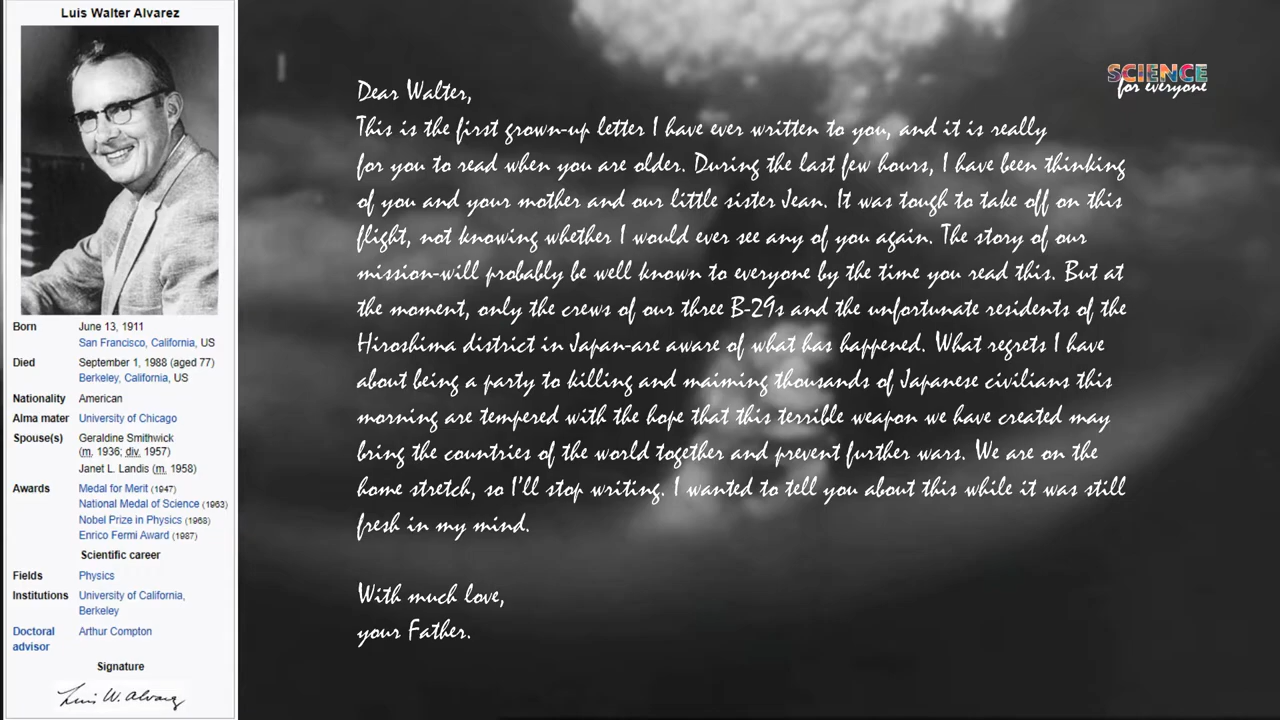 Luis Walter Alvarez
Born June 13, 1911
San Francisco, California, US
Died September 1, 1988 (aged 77)
Berkeley, California, US
Nationality American
Alma mater University of Chicago
Spouse(s) Geraldine Smithwick
(m. 1936; div. 1957)
Janet L. Landis (m. 1958)
Awards Medal for Merit (1947)
National Medal of Science (1963)
Nobel Prize in Physics (1968)
Enrico Fermi Award (1987)
Scientific career
Fields Physics
Institutions University of California,
Berkeley
Doctoral Arthur Compton
advisor
Signature
Luis W. Alvarez
SCIENCE
for everyone
Dear Walter,
This is the first grown-up letter I have ever written to you, and it is really
for you to read when you are older. During the last few hours, I have been thinking
of you and your mother and our little sister Jean. It was tough to take off on this
flight, not knowing whether I would ever see any of you again. The story of our
mission-will probably be well known to everyone by the time you read this. But at
the moment, only the crews of our three B-29s and the unfortunate residents of the
Hiroshima district in Japan-are aware of what has happened. What regrets I have
about being a party to killing and maiming thousands of Japanese civilians this
morning are tempered with the hope that this terrible weapon we have created may
bring the countries of the world together and prevent further wars. We are on the
home stretch, so I'll stop writing. I wanted to tell you about this while it was still
fresh in my mind.
With much love,
your Father.